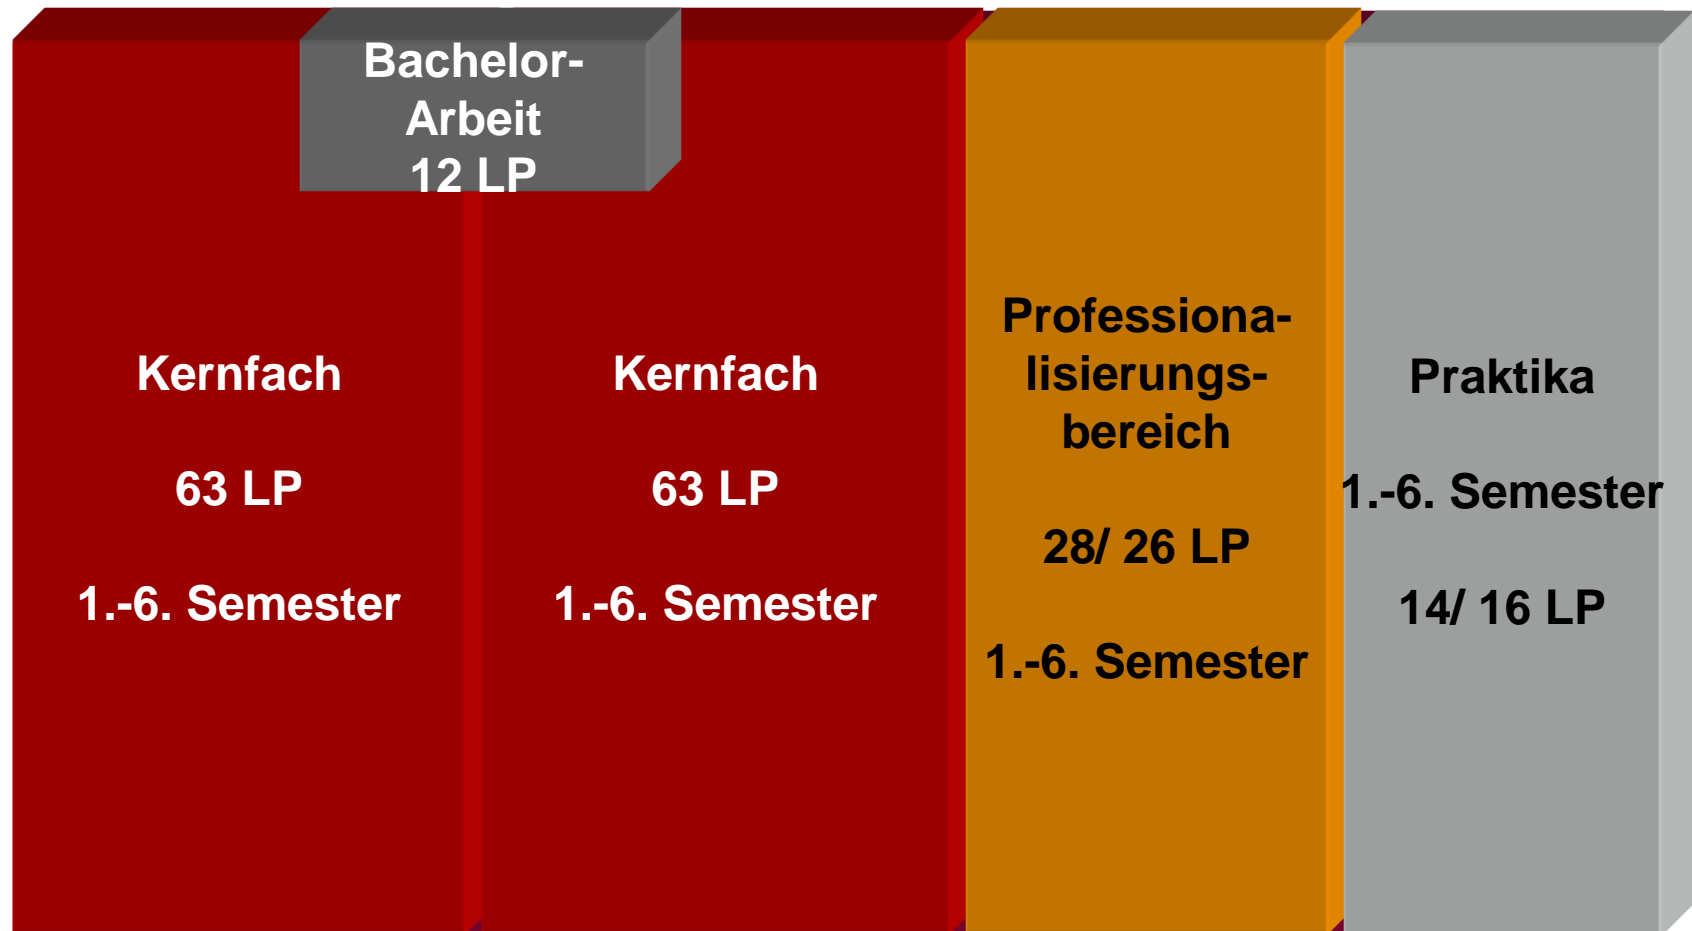 Bachelor-
Arbeit
12 LP
Kernfach
63 LP
1.-6. Semester
Kernfach
63 LP
1.-6. Semester
Professiona-
lisierungs-
bereich
28/ 26 LP
1.-6. Semester
Praktika
1.-6. Semester
14/ 16 LP